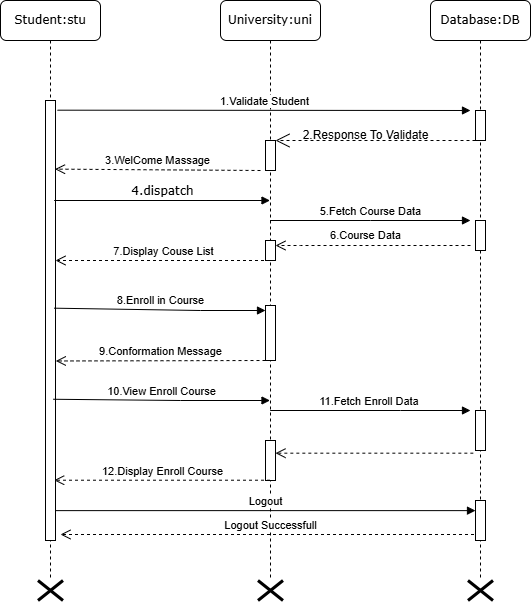 Student:stu
University:uni
Database:DB
1.Validate Student
2.Response To Validate
3.WelCome Massage
4.dispatch
5.Fetch Course Data
6.Course Data
7.Display Couse List
8.Enroll in Course
9.Conformation Message
10.View Enroll Course
11.Fetch Enroll Data
12.Display Enroll Course
Logout
Logout Successfull